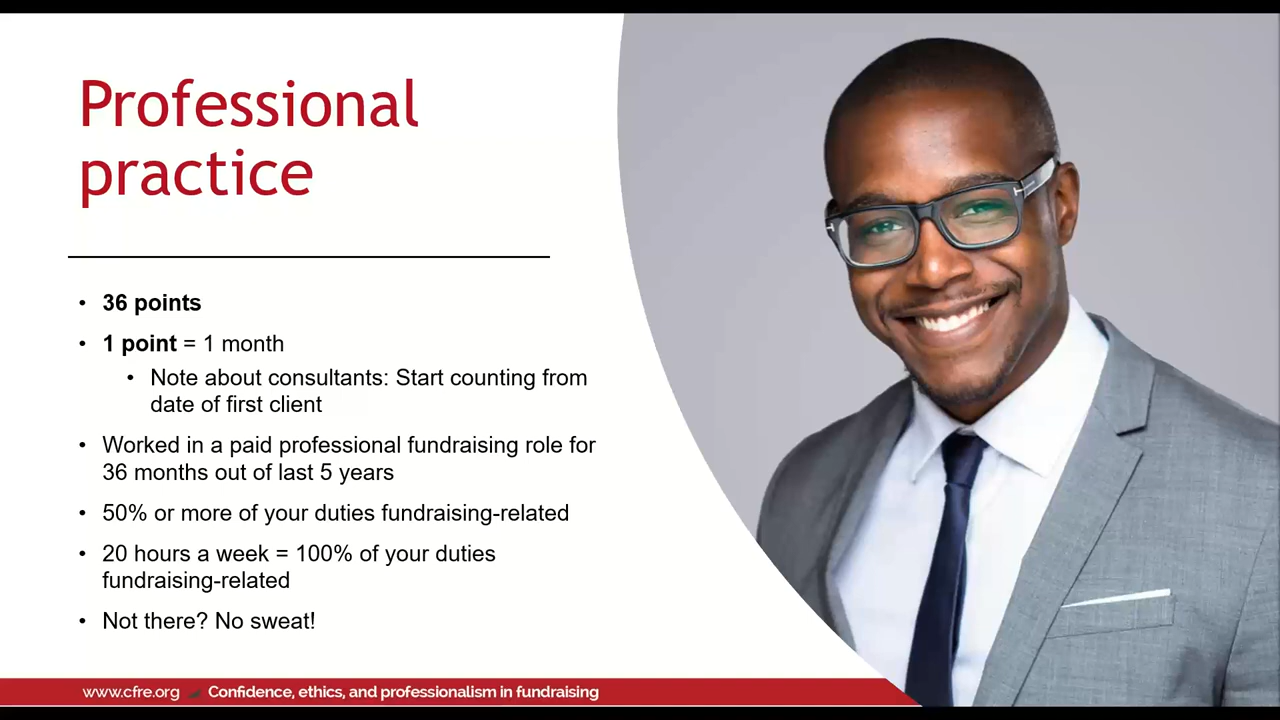 Professional
practice
• 36 points
• 1 point = 1 month
• Note about consultants: Start counting from
date of first client
• Worked in a paid professional fundraising role for
36 months out of last 5 years
• 50% or more of your duties fundraising-related
• 20 hours a week = 100% of your duties
fundraising-related
• Not there? No sweat!
www.cfre.org Confidence, ethics, and professionalism in fundraising